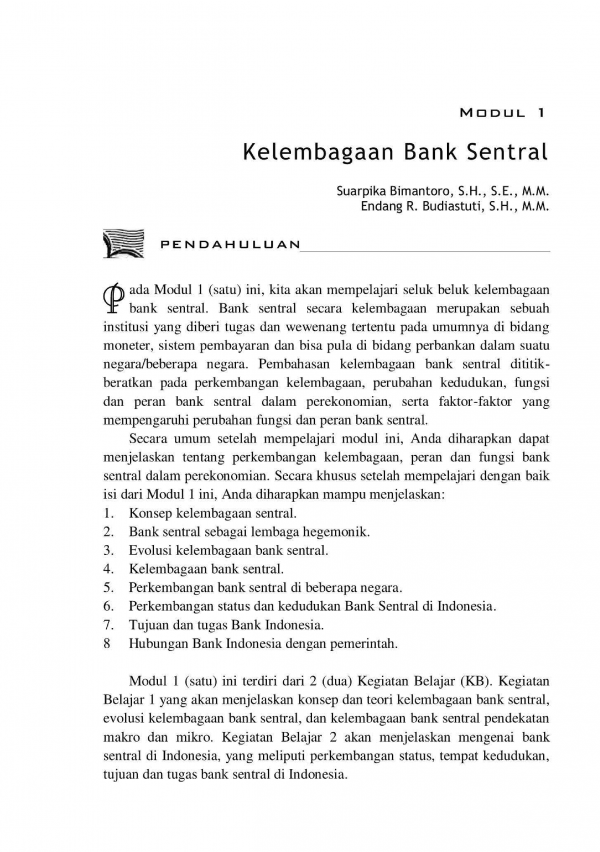 MODUL 1
Kelembagaan Bank Sentral
Suarpika Bimantoro, S.H., S.E., M.M.
Endang R. Budiastuti, S.H., M.M.
PENDAHULUAN
Pada Modul 1 (satu) ini, kita akan mempelajari seluk beluk kelembagaan
bank sentral. Bank sentral secara kelembagaan merupakan sebuah
institusi yang diberi tugas dan wewenang tertentu pada umumnya di bidang
moneter, sistem pembayaran dan bisa pula di bidang perbankan dalam suatu
negara/beberapa negara. Pembahasan kelembagaan bank sentral dititik-
beratkan pada perkembangan kelembagaan, perubahan kedudukan, fungsi
dan peran bank sentral dalam perekonomian, serta faktor-faktor yang
mempengaruhi perubahan fungsi dan peran bank sentral.
Secara umum setelah mempelajari modul ini, Anda diharapkan dapat
menjelaskan tentang perkembangan kelembagaan, peran dan fungsi bank
sentral dalam perekonomian. Secara khusus setelah mempelajari dengan baik
isi dari Modul 1 ini, Anda diharapkan mampu menjelaskan:
1. Konsep kelembagaan sentral.
2. Bank sentral sebagai lembaga hegemonik.
3. Evolusi kelembagaan bank sentral.
4. Kelembagaan bank sentral.
5. Perkembangan bank sentral di beberapa negara.
6. Perkembangan status dan kedudukan Bank Sentral di Indonesia.
7. Tujuan dan tugas Bank Indonesia.
8 Hubungan Bank Indonesia dengan pemerintah.
Modul 1 (satu) ini terdiri dari 2 (dua) Kegiatan Belajar (KB). Kegiatan
Belajar 1 yang akan menjelaskan konsep dan teori kelembagaan bank sentral,
evolusi kelembagaan bank sentral, dan kelembagaan bank sentral pendekatan
makro dan mikro. Kegiatan Belajar 2 akan menjelaskan mengenai bank
sentral di Indonesia, yang meliputi perkembangan status, tempat kedudukan,
tujuan dan tugas bank sentral di Indonesia.